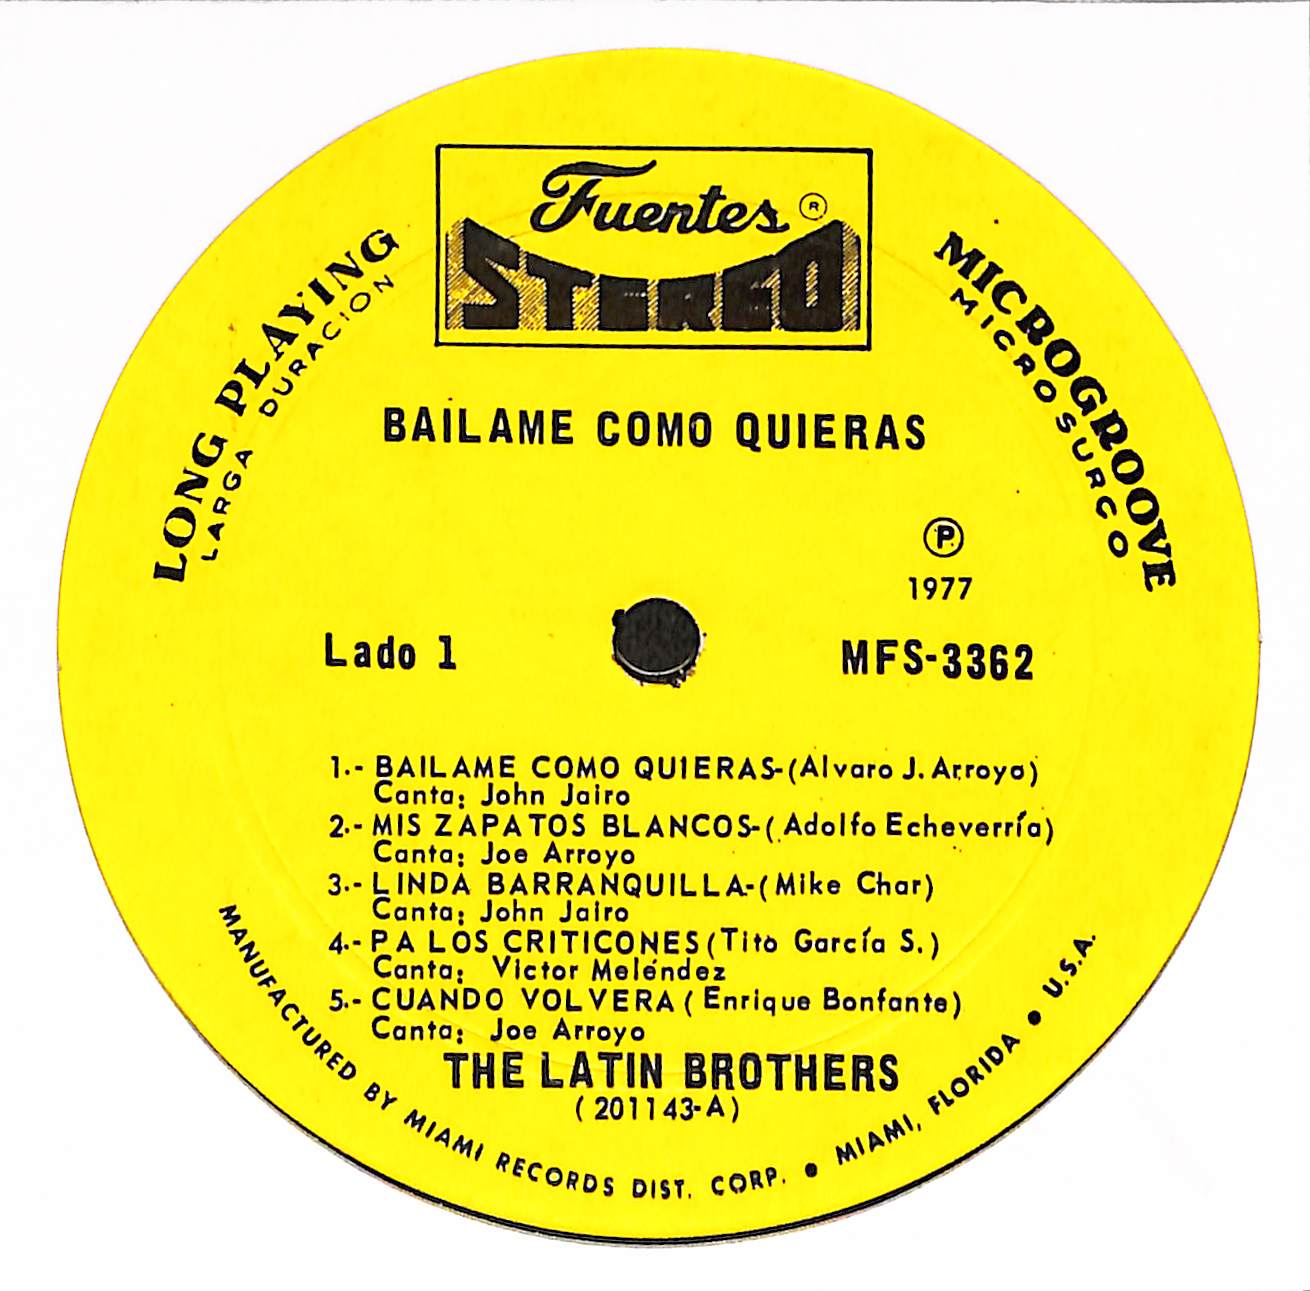 Fuentes ®
STEREO
LONG PLAYING
LARGA DURACION
MICROGROOVE
MICROSURCO
BAILAME COMO QUIERAS
Ⓟ
1977
Lado 1
MFS-3362
1.- BAILAME COMO QUIERAS-(Alvaro J. Arroyo)
Canta: John Jairo
2.- MIS ZAPATOS BLANCOS-( Adolfo Echeverría)
Canta: Joe Arroyo
3.- LINDA BARRANQUILLA-(Mike Char)
Canta: John Jairo
4.- PA LOS CRITICONES (Tito García S.)
Canta: Victor Meléndez
5.- CUANDO VOLVERA ( Enrique Bonfante)
Canta: Joe Arroyo
THE LATIN BROTHERS
( 201143-A)
MANUFACTURED BY MIAMI RECORDS DIST. CORP. • MIAMI, FLORIDA • U.S.A.